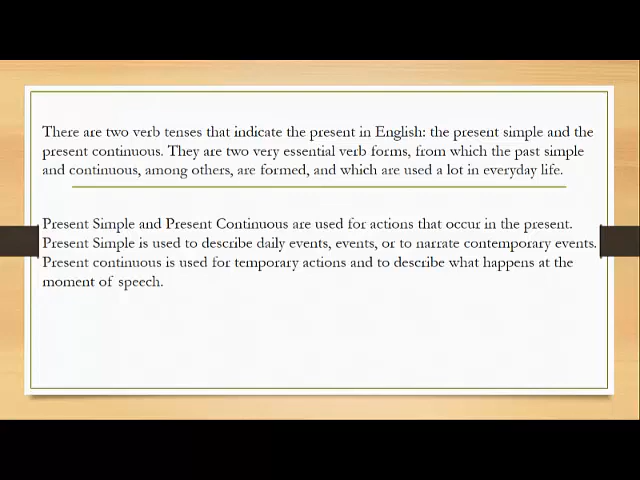 There are two verb tenses that indicate the present in English: the present simple and the
present continuous. They are two very essential verb forms, from which the past simple
and continuous, among others, are formed, and which are used a lot in everyday life.
Present Simple and Present Continuous are used for actions that occur in the present.
Present Simple is used to describe daily events, events, or to narrate contemporary events.
Present continuous is used for temporary actions and to describe what happens at the
moment of speech.